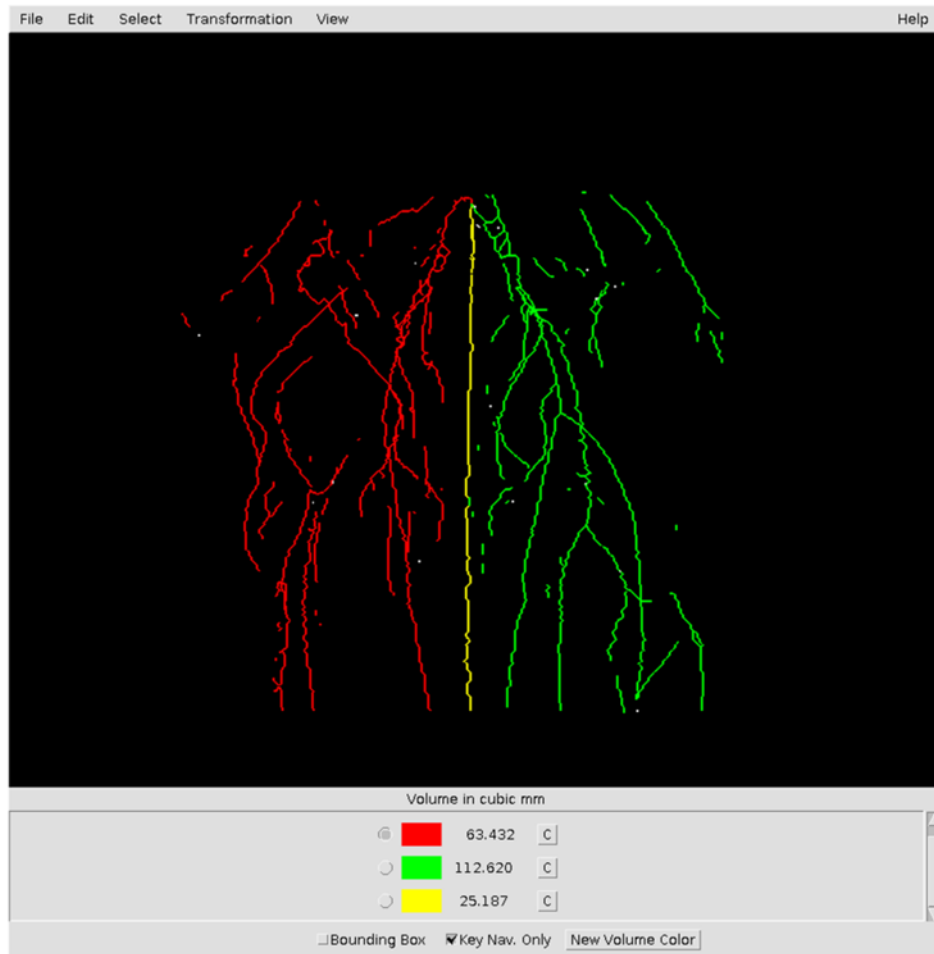 File Edit Select Transformation View Help
Volume in cubic mm
63.432 C
112.620 C
25.187 C
Bounding Box Key Nav. Only New Volume Color